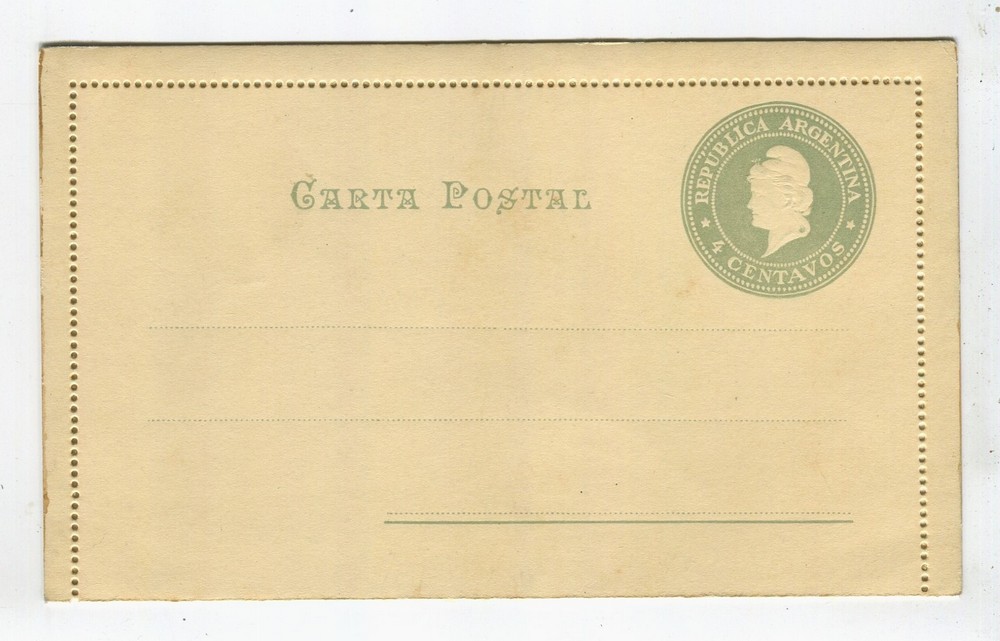 CARTA POSTAL
REPUBLICA ARGENTINA
4 CENTAVOS